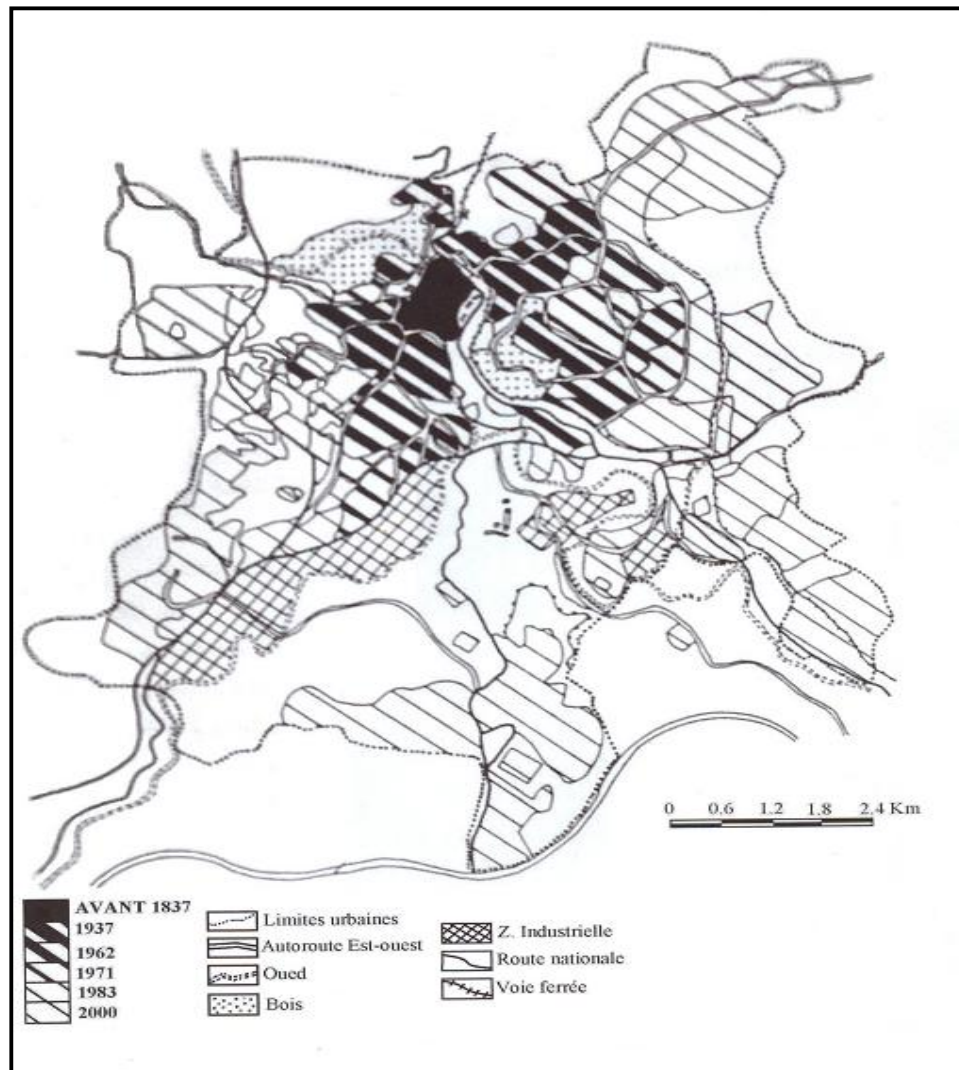 0 0.6 1.2 1.8 2.4 Km
AVANT 1837
1937
1962
1971
1983
2000
Limites urbaines
Autoroute Est-ouest
Oued
Bois
Z. Industrielle
Route nationale
Voie ferrée